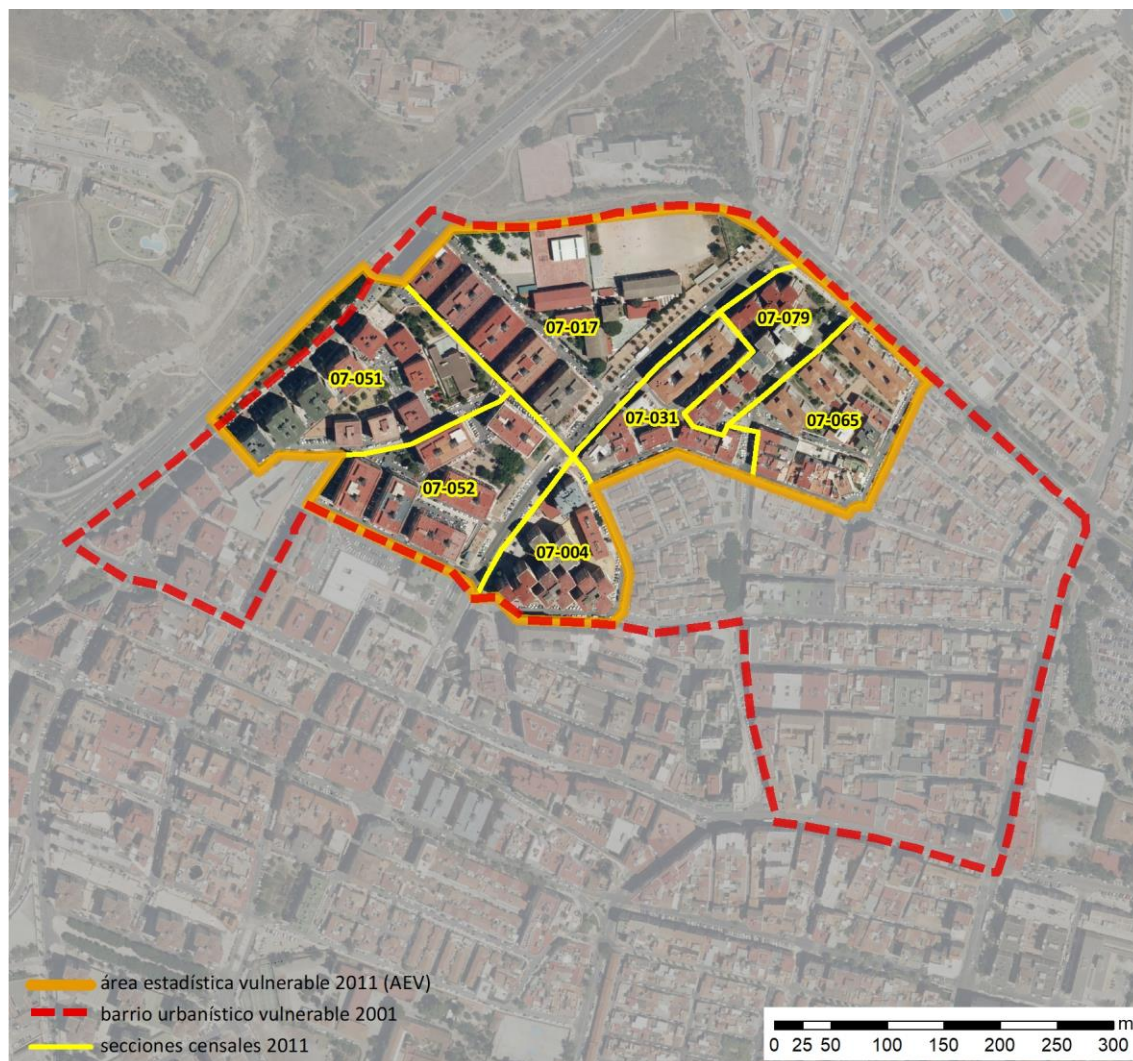 07-017
07-079
07-051
07-031
07-065
07-052
07-004
área estadística vulnerable 2011 (AEV)
barrio urbanístico vulnerable 2001
secciones censales 2011
m
0 25 50 100 150 200 250 300